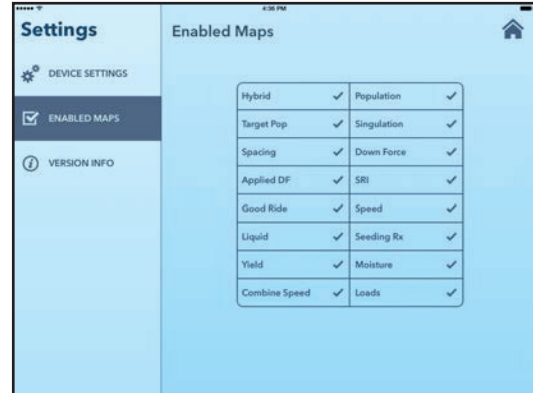 4:36 PM
Settings
Enabled Maps
DEVICE SETTINGS
ENABLED MAPS
VERSION INFO
Hybrid Population
Target Pop Singulation
Spacing Down Force
Applied DF SRI
Good Ride Speed
Liquid Seeding Rx
Yield Moisture
Combine Speed Loads